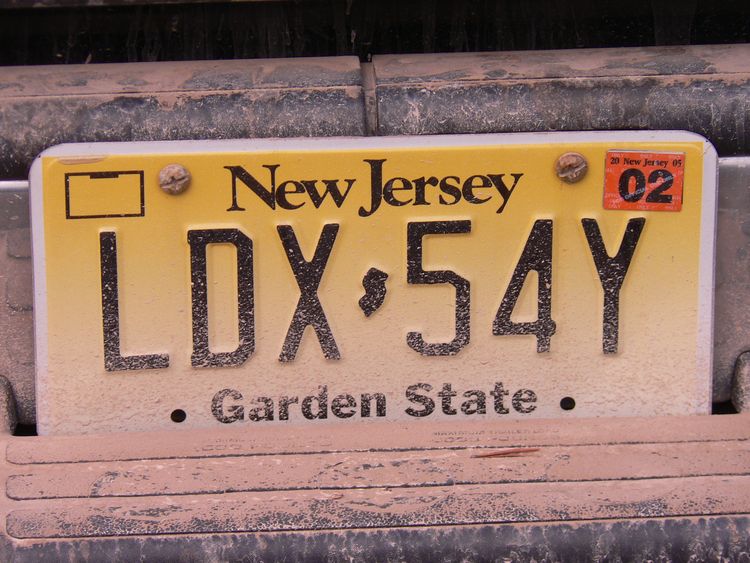 New Jersey
20 New Jersey 05
02
LDX 54Y
Garden State